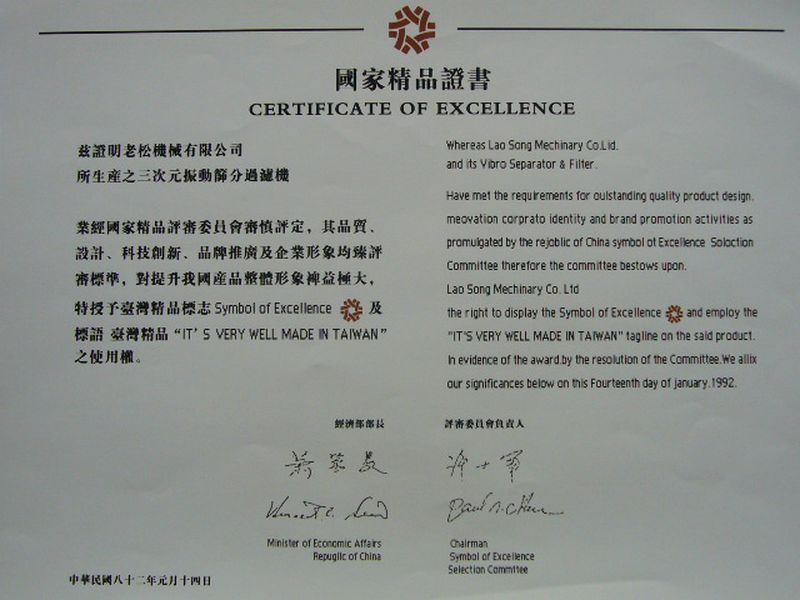 國家精品證書
CERTIFICATE OF EXCELLENCE
茲證明老松機械有限公司
所生產之三次元振動篩分過濾機
業經國家精品評審委員會審慎評定，其品質、
設計、科技創新、品牌推廣及企業形象均臻評
審標準，對提升我國產品整體形象裨益極大，
特授予臺灣精品標志 Symbol of Excellence 及
標語 臺灣精品 “IT' S VERY WELL MADE IN TAIWAN”
之使用權。
Whereas Lao Song Mechinary Co.Lid.
and its Vibro Separator & Filter.
Have met the requirements for oulstanding quality product design,
meovation corprato identity and brand promotion activities as
promulgated by the rejoblic of China symbol ot Excellence Soloction
Committee therefore the committee bestows upon.
Lao Song Mechinary Co. Ltd
the right to display the Symbol of Excellence and employ the
"IT'S VERY WELL MADE IN TAIWAN" tagline on the said product.
In evidence of the award.by the resolution of the Committee.We allix
our significances below on this Fourteenth day of january.1992.
經濟部部長
Minister of Economic Affairs
Repuglic of China
評審委員會負責人
Chairman
Symbol of Excellence
Selection Committee
中華民國八十二年元月十四日